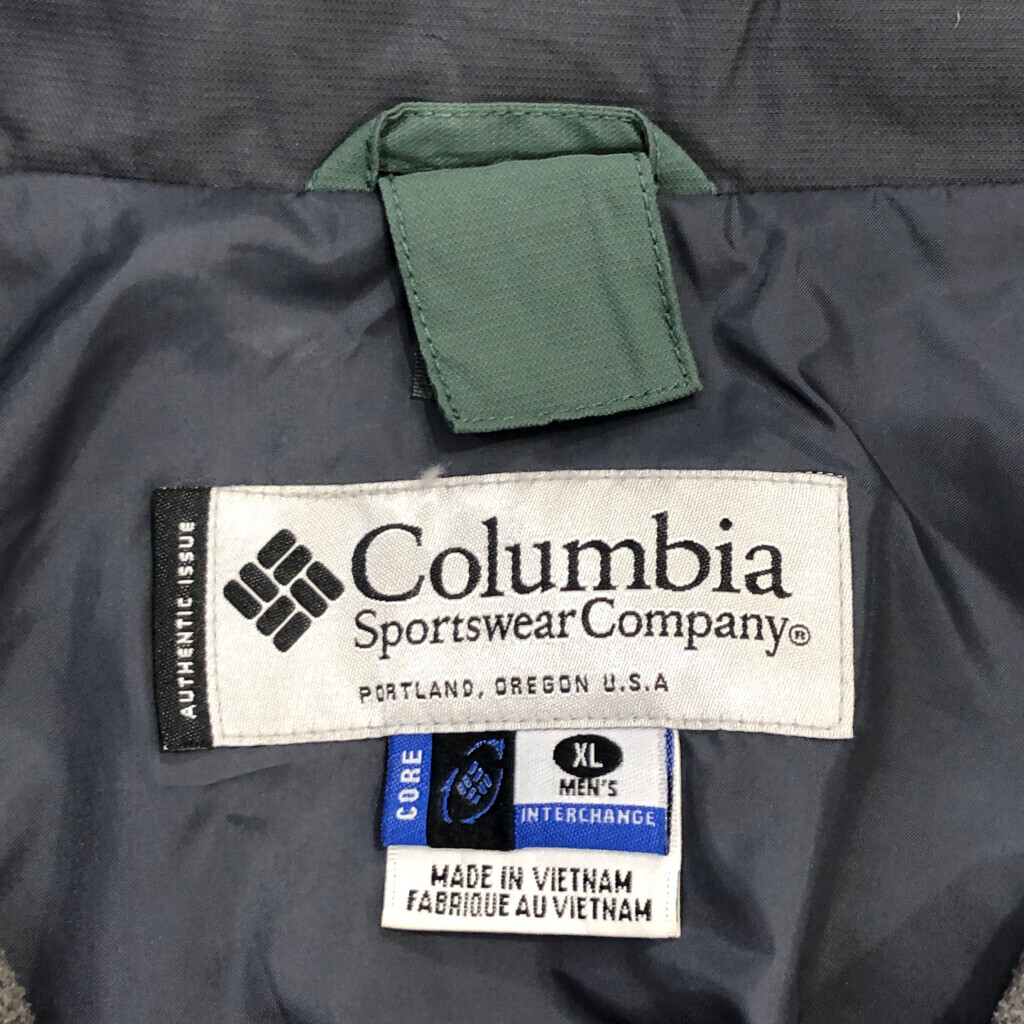 AUTHENTIC ISSUE
Columbia
Sportswear Company®
PORTLAND, OREGON U.S.A
CORE
XL
MEN'S
INTERCHANGE
MADE IN VIETNAM
FABRIQUE AU VIETNAM